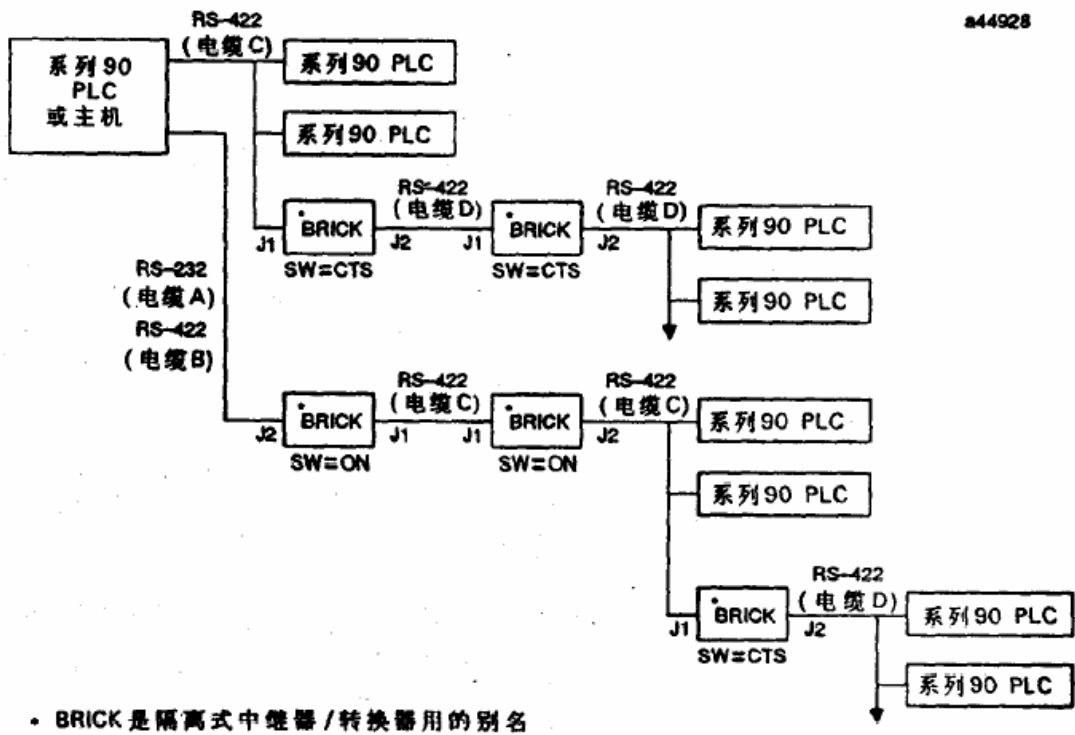 a44928
RS-422
(电缆C)
系列90
PLC
或主机
系列90 PLC
系列90 PLC
RS-422
(电缆D)
RS-422
(电缆D)
J1
*BRICK
J2
J1
*BRICK
J2
系列90 PLC
SW=CTS
SW=CTS
RS-232
(电缆A)
系列90 PLC
RS-422
(电缆B)
RS-422
(电缆C)
RS-422
(电缆C)
J2
*BRICK
J1
J1
*BRICK
J2
系列90 PLC
SW=ON
SW=ON
系列90 PLC
RS-422
(电缆D)
J1
*BRICK
J2
系列90 PLC
SW=CTS
系列90 PLC
* BRICK是隔离式中继器/转换器用的别名